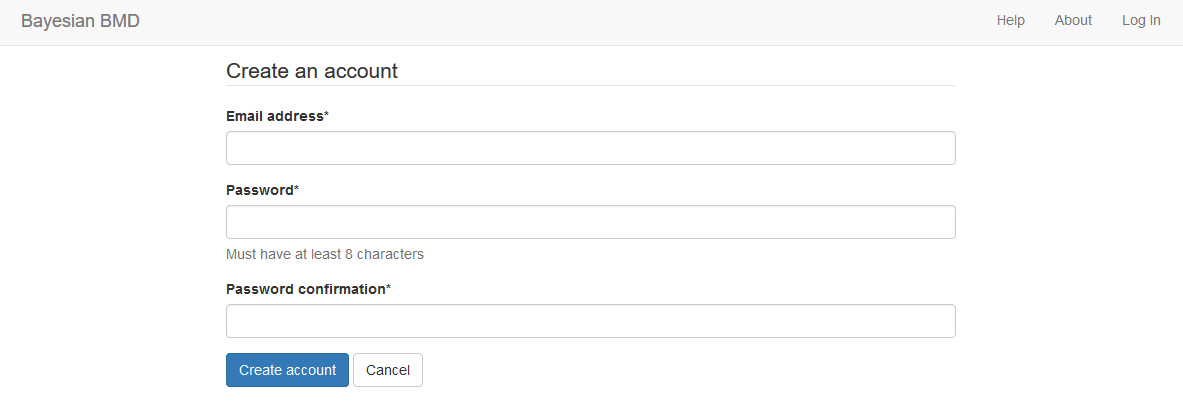 Bayesian BMD
Help
About
Log In
Create an account
Email address*
Password*
Must have at least 8 characters
Password confirmation*
Create account
Cancel